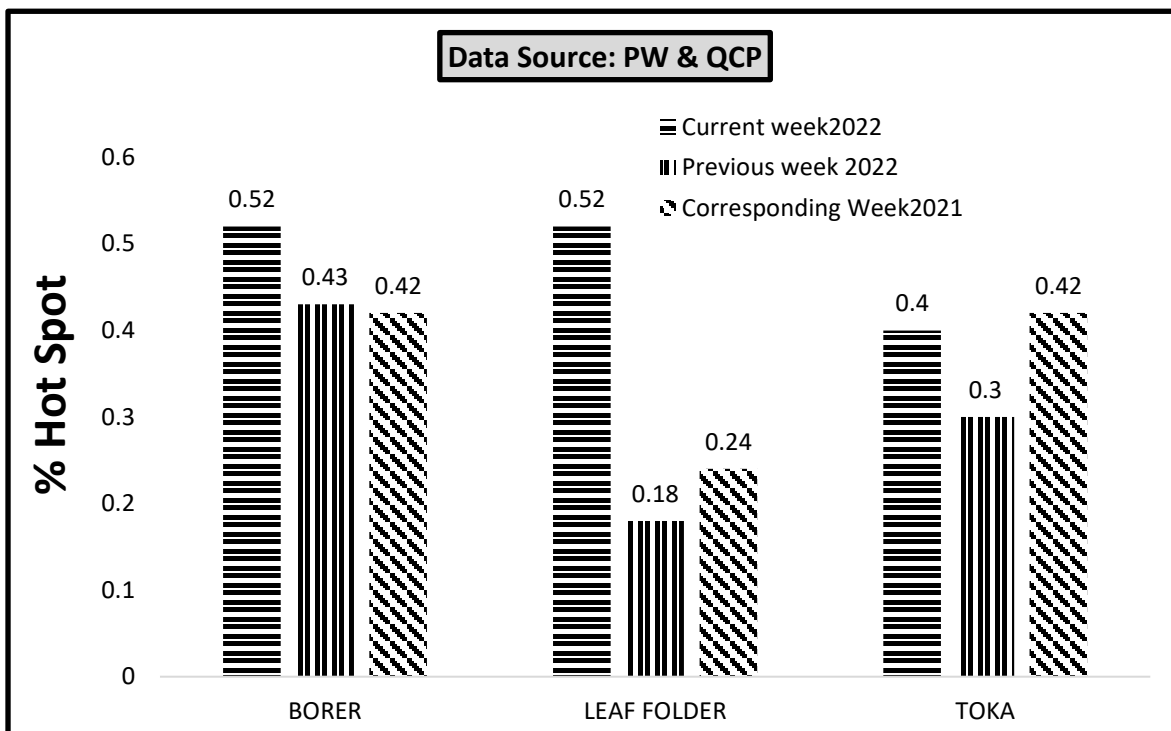 Data Source: PW & QCP
Current week2022
Previous week 2022
Corresponding Week2021
% Hot Spot
0.6
0.5
0.4
0.3
0.2
0.1
0
0.52
0.43
0.42
0.52
0.18
0.24
0.4
0.3
0.42
BORER
LEAF FOLDER
TOKA